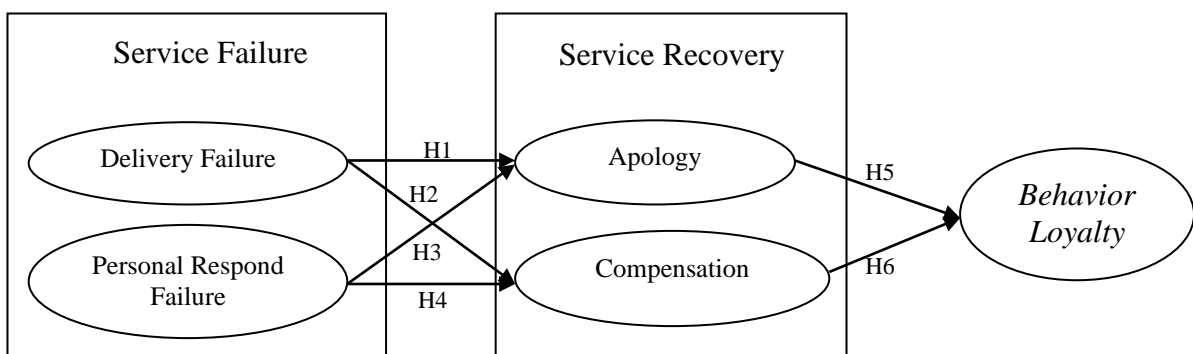 Service Failure
Service Recovery
Delivery Failure
H1
Apology
H5
H2
Behavior
Loyalty
Personal Respond
Failure
H3
Compensation
H6
H4